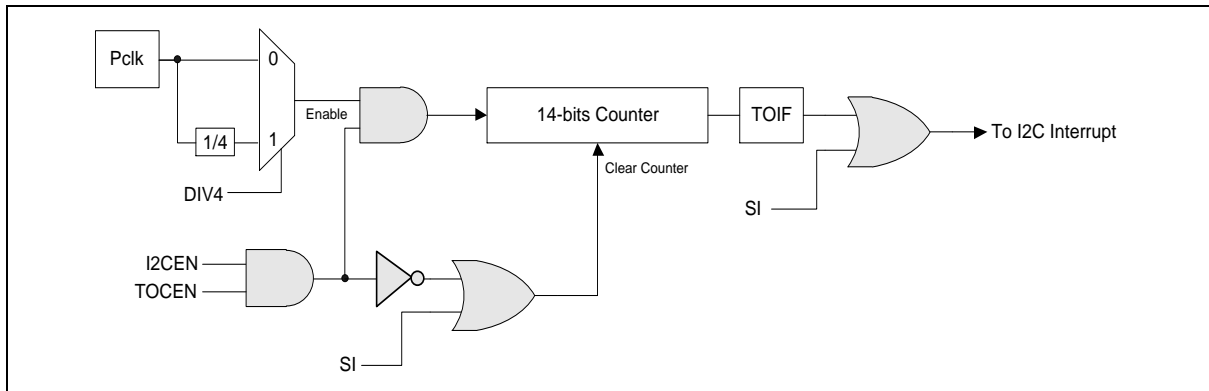 Pclk
0
1/4
1
Enable
DIV4
14-bits Counter
TOIF
To I2C Interrupt
Clear Counter
SI
I2CEN
TOCEN
SI